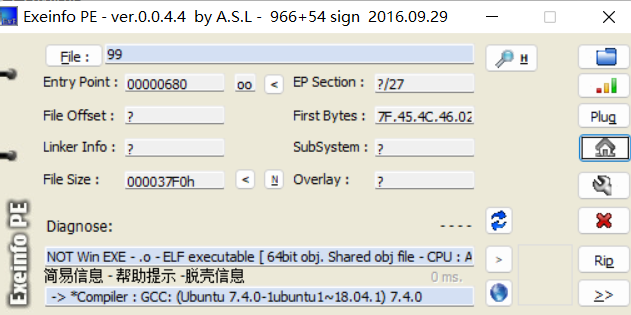 Exeinfo PE - ver.0.0.4.4 by A.S.L - 966+54 sign 2016.09.29
File : 99 H
Entry Point : 00000680 oo < EP Section : ?/27
File Offset : ? First Bytes : 7F.45.4C.46.02 Plug
Linker Info : ? SubSystem : ?
File Size : 000037F0h < N Overlay : ?
Diagnose: ----
NOT Win EXE - .o - ELF executable [ 64bit obj. Shared obj file - CPU : A > Rip
简易信息 - 帮助提示 -脱壳信息 0 ms.
-> *Compiler : GCC: (Ubuntu 7.4.0-1ubuntu1~18.04.1) 7.4.0 >>
Exeinfo PE